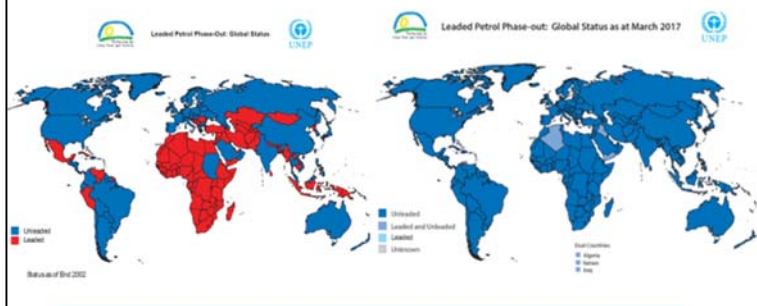 Leaded Petrol Phase-Out: Global Status
UNEP
Unleaded
Leaded
Status as of End 2002
Leaded Petrol Phase-out: Global Status as at March 2017
UNEP
Unleaded
Leaded and Unleaded
Leaded
Unknown
Dual Countries:
Algeria
Yemen
Iraq